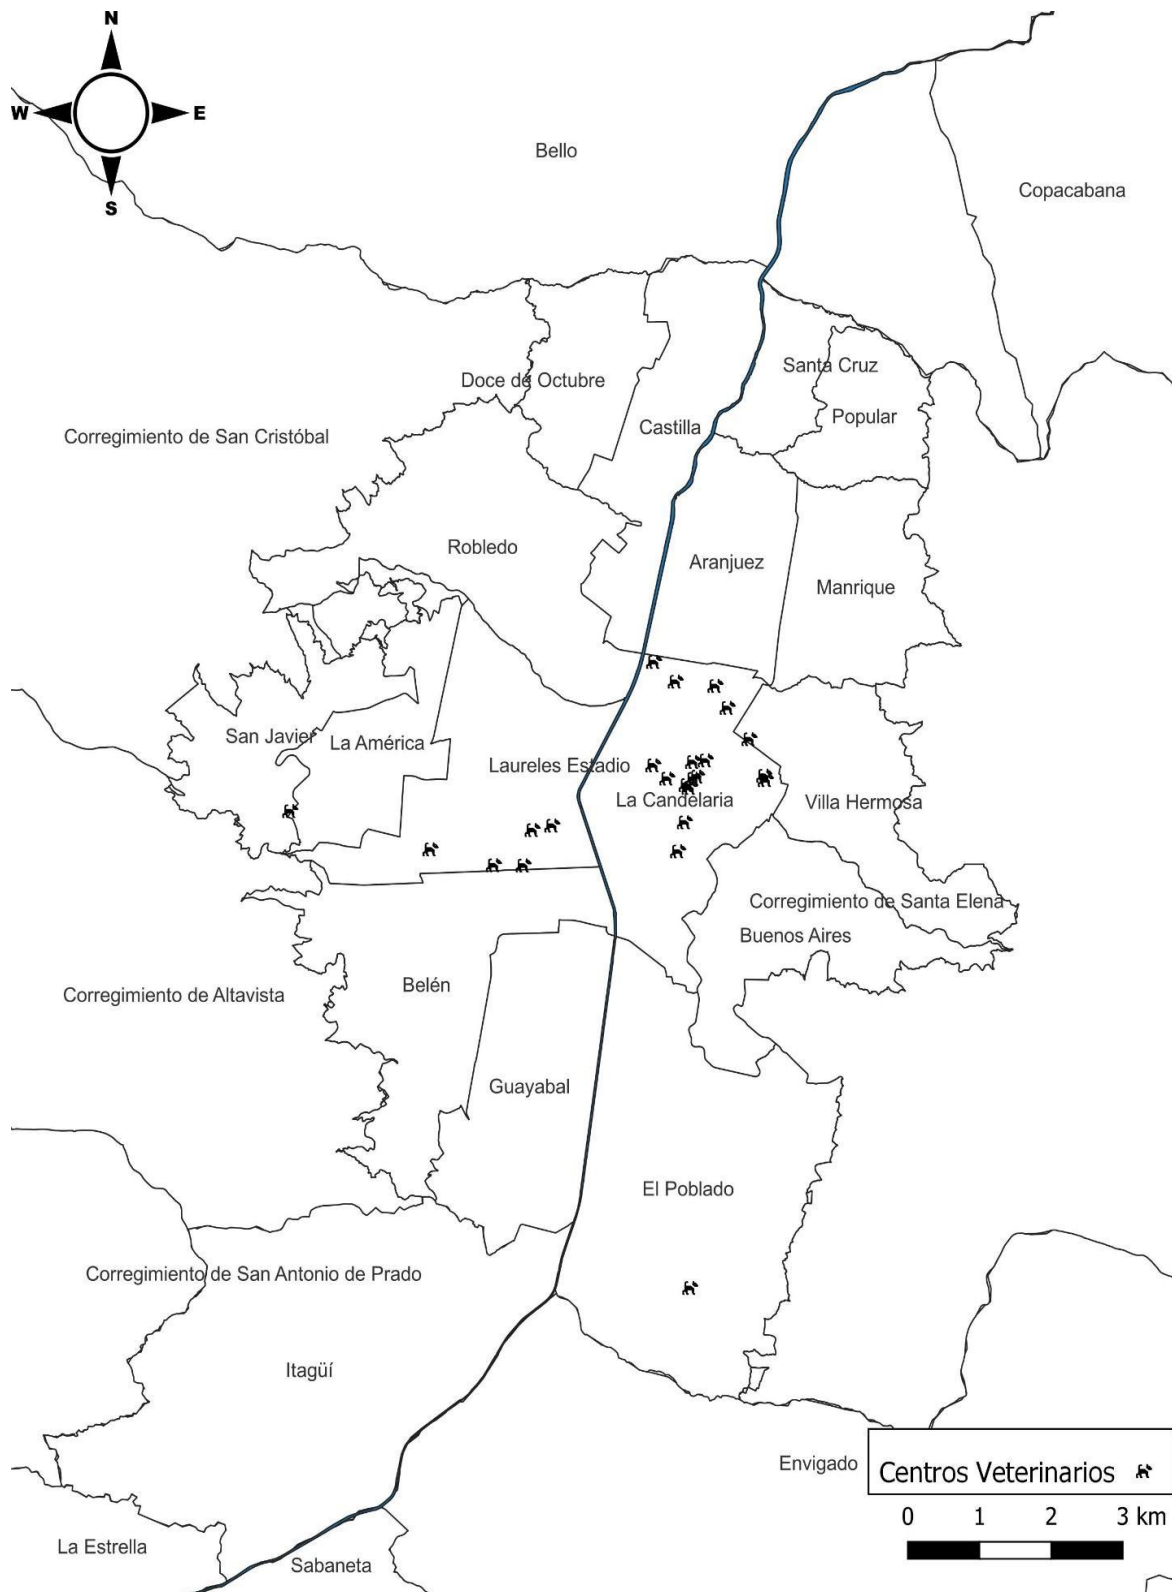 N
W E
S
Bello
Copacabana
Santa Cruz
Doce de Octubre
Popular
Castilla
Corregimiento de San Cristóbal
Robledo
Aranjuez
Manrique
San Javier
La América
Laureles Estadio
La Candelaria
Villa Hermosa
Corregimiento de Santa Elena
Buenos Aires
Belén
Corregimiento de Altavista
Guayabal
El Poblado
Corregimiento de San Antonio de Prado
Itagüí
Envigado
Centros Veterinarios
0 1 2 3 km
La Estrella
Sabaneta